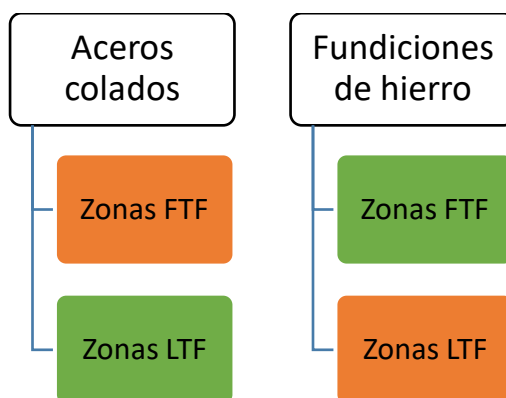 Aceros
colados
Zonas FTF
Zonas LTF
Fundiciones
de hierro
Zonas FTF
Zonas LTF